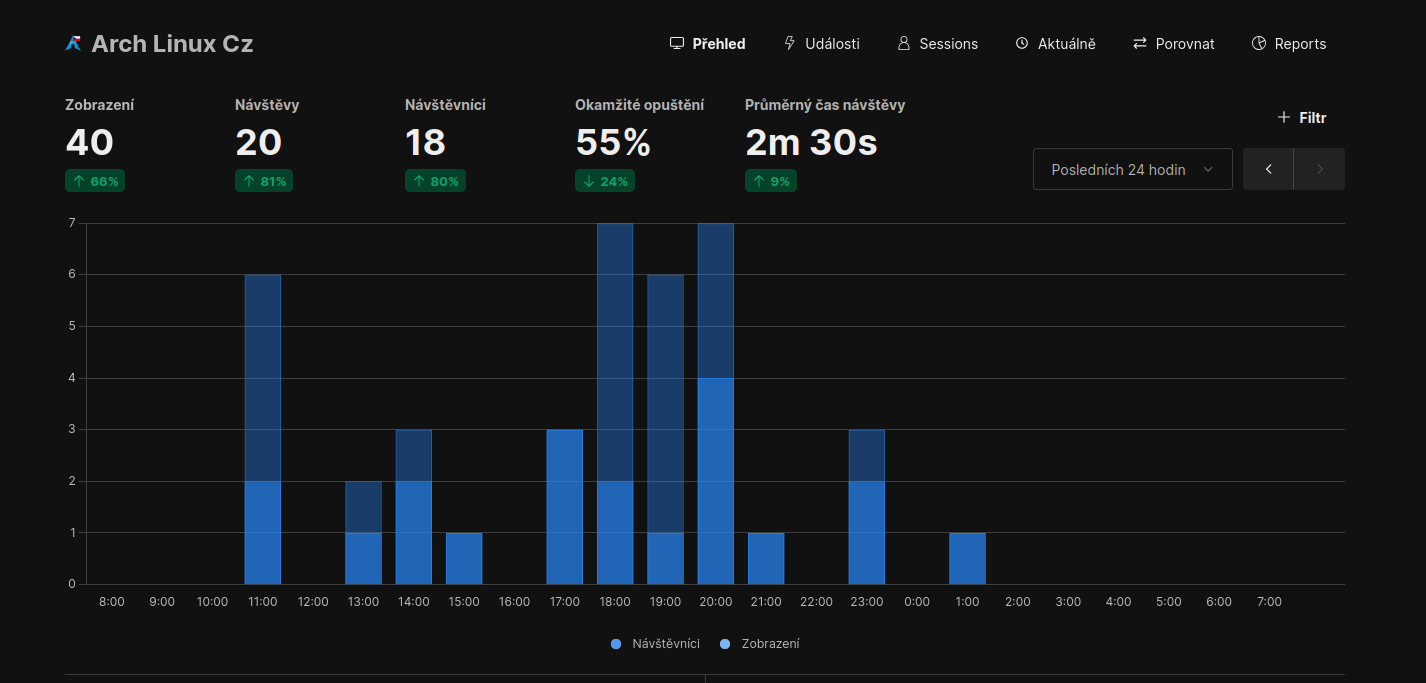 Arch Linux Cz
Přehled Události Sessions Aktuálně Porovnat Reports
Zobrazení Návštěvy Návštěvníci Okamžité opuštění Průměrný čas návštěvy
40 20 18 55% 2m 30s
↑ 66% ↑ 81% ↑ 80% ↓ 24% ↑ 9%
+ Filtr
Posledních 24 hodin
7
6
5
4
3
2
1
0
8:00 9:00 10:00 11:00 12:00 13:00 14:00 15:00 16:00 17:00 18:00 19:00 20:00 21:00 22:00 23:00 0:00 1:00 2:00 3:00 4:00 5:00 6:00 7:00
Návštěvníci Zobrazení